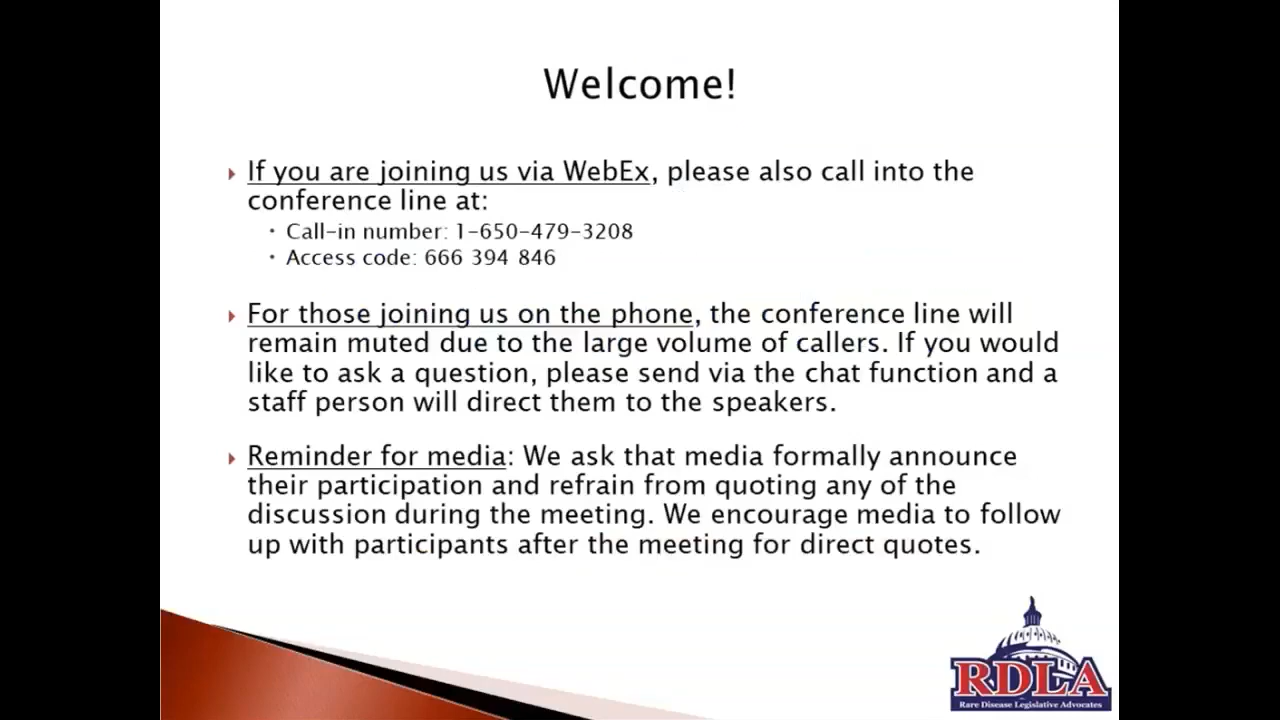 Welcome!
If you are joining us via WebEx, please also call into the
conference line at:
Call-in number: 1-650-479-3208
Access code: 666 394 846
For those joining us on the phone, the conference line will
remain muted due to the large volume of callers. If you would
like to ask a question, please send via the chat function and a
staff person will direct them to the speakers.
Reminder for media: We ask that media formally announce
their participation and refrain from quoting any of the
discussion during the meeting. We encourage media to follow
up with participants after the meeting for direct quotes.
RDLA
Rare Disease Legislative Advocates